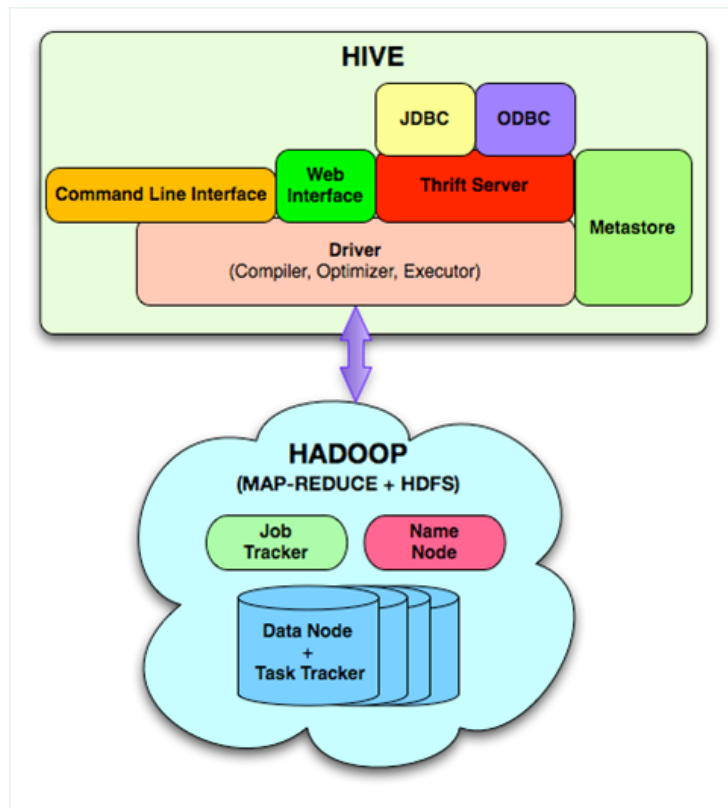 HIVE
JDBC
ODBC
Command Line Interface
Web
Interface
Thrift Server
Metastore
Driver
(Compiler, Optimizer, Executor)
HADOOP
(MAP-REDUCE + HDFS)
Job
Tracker
Name
Node
Data Node
+
Task Tracker